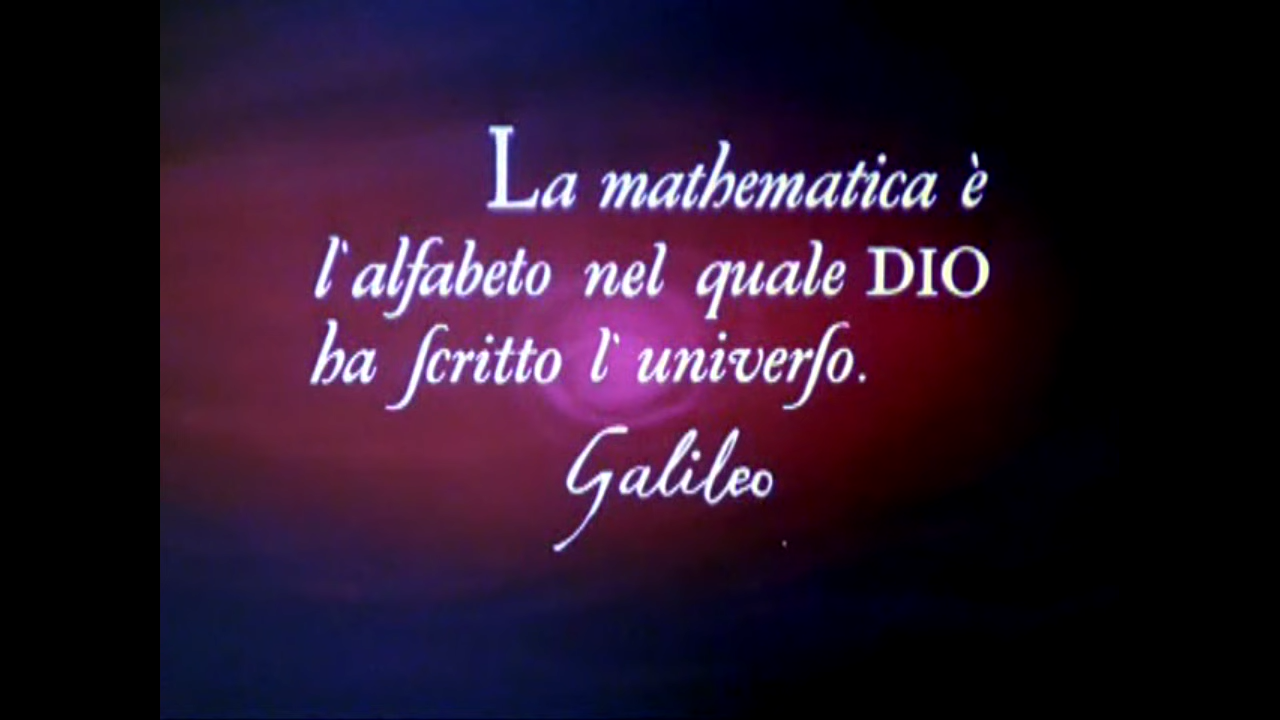 La mathematica è
l'alfabeto nel quale DIO
ha ſcritto l' univerſo.
Galileo